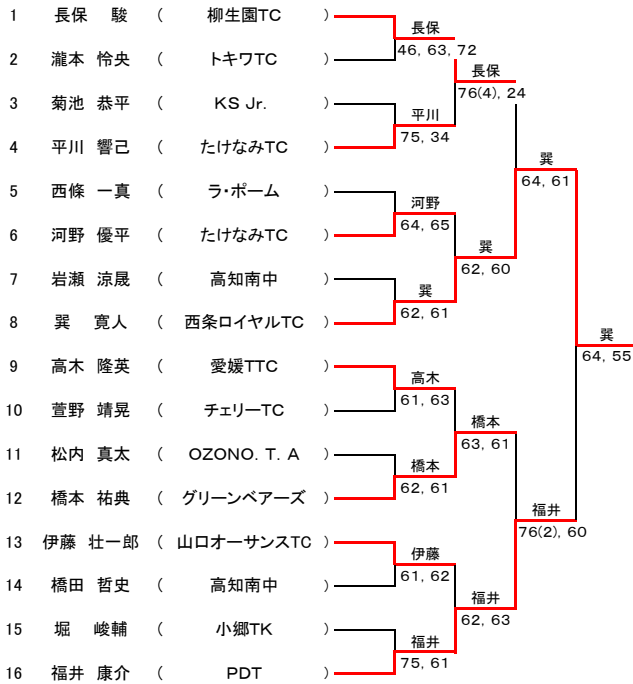 1 長保 駿 ( 柳生園TC )
長保
46, 63, 72
2 瀧本 怜央 ( トキワTC )
長保
76(4), 24
3 菊池 恭平 ( KS Jr. )
平川
75, 34
4 平川 響己 ( たけなみTC )
巽
64, 61
5 西條 一真 ( ラ・ポーム )
河野
64, 65
6 河野 優平 ( たけなみTC )
巽
62, 60
7 岩瀬 涼晟 ( 高知南中 )
巽
62, 61
8 巽 寛人 ( 西条ロイヤルTC )
巽
64, 55
9 高木 隆英 ( 愛媛TTC )
高木
61, 63
10 萱野 靖晃 ( チェリーTC )
橋本
63, 61
11 松内 真太 ( OZONO. T. A )
橋本
62, 61
12 橋本 祐典 ( グリーンベアーズ )
福井
76(2), 60
13 伊藤 壮一郎 ( 山口オーサンスTC )
伊藤
61, 62
14 橋田 哲史 ( 高知南中 )
福井
62, 63
15 堀 峻輔 ( 小郷TK )
福井
75, 61
16 福井 康介 ( PDT )